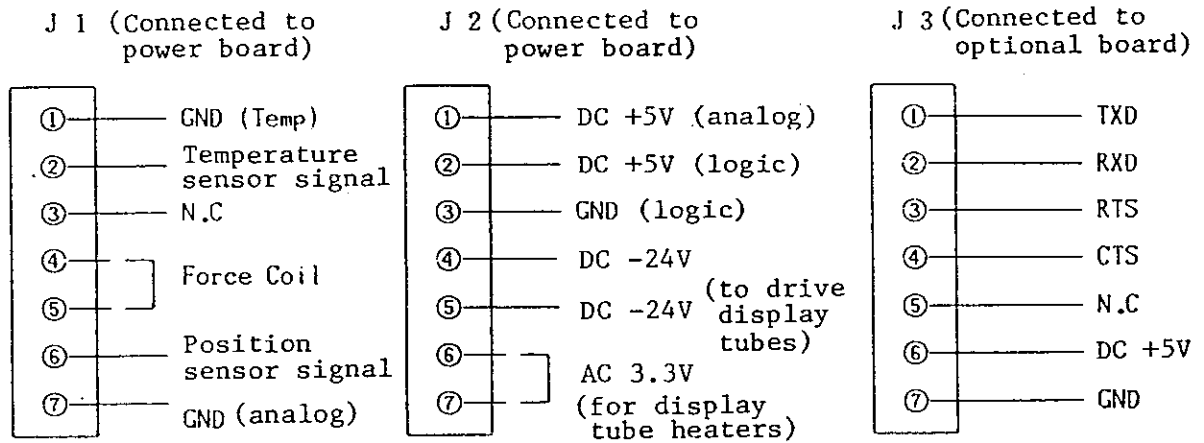 J 1 (Connected to
power board)
① GND (Temp)
② Temperature
sensor signal
③ N.C
④
Force Coil
⑤
⑥ Position
sensor signal
⑦ GND (analog)
J 2 (Connected to
power board)
① DC +5V (analog)
② DC +5V (logic)
③ GND (logic)
④ DC -24V
⑤ DC -24V (to drive
display
tubes)
⑥
AC 3.3V
⑦
(for display
tube heaters)
J 3 (Connected to
optional board)
① TXD
② RXD
③ RTS
④ CTS
⑤ N.C
⑥ DC +5V
⑦ GND